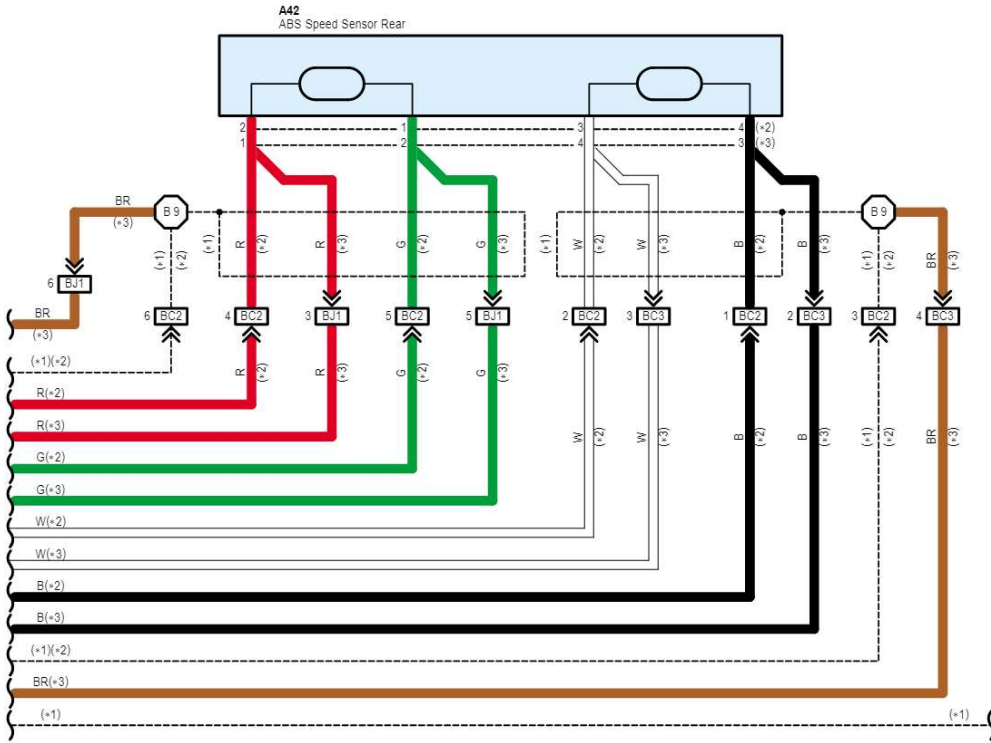 A42
ABS Speed Sensor Rear
2 1 3 4 (*2)
1 2 4 3 (*3)
BR
(*3)
B 9
B 9
(*1)
(*2)
(*1)
R
(*2)
R
(*3)
G
(*2)
G
(*3)
(*1)
W
(*2)
W
(*3)
B
(*2)
B
(*3)
(*1)
(*2)
BR
(*3)
6 BJ1
BR
(*3)
6 BC2
4 BC2
3 BJ1
5 BC2
5 BJ1
2 BC2
3 BC3
1 BC2
2 BC3
3 BC2
4 BC3
(*1)(*2)
R
(*2)
R
(*3)
G
(*2)
G
(*3)
R(*2)
R(*3)
W
(*2)
W
(*3)
B
(*2)
B
(*3)
(*1)
(*2)
BR
(*3)
G(*2)
G(*3)
W(*2)
W(*3)
B(*2)
B(*3)
(*1)(*2)
BR(*3)
(*1)
(*1)